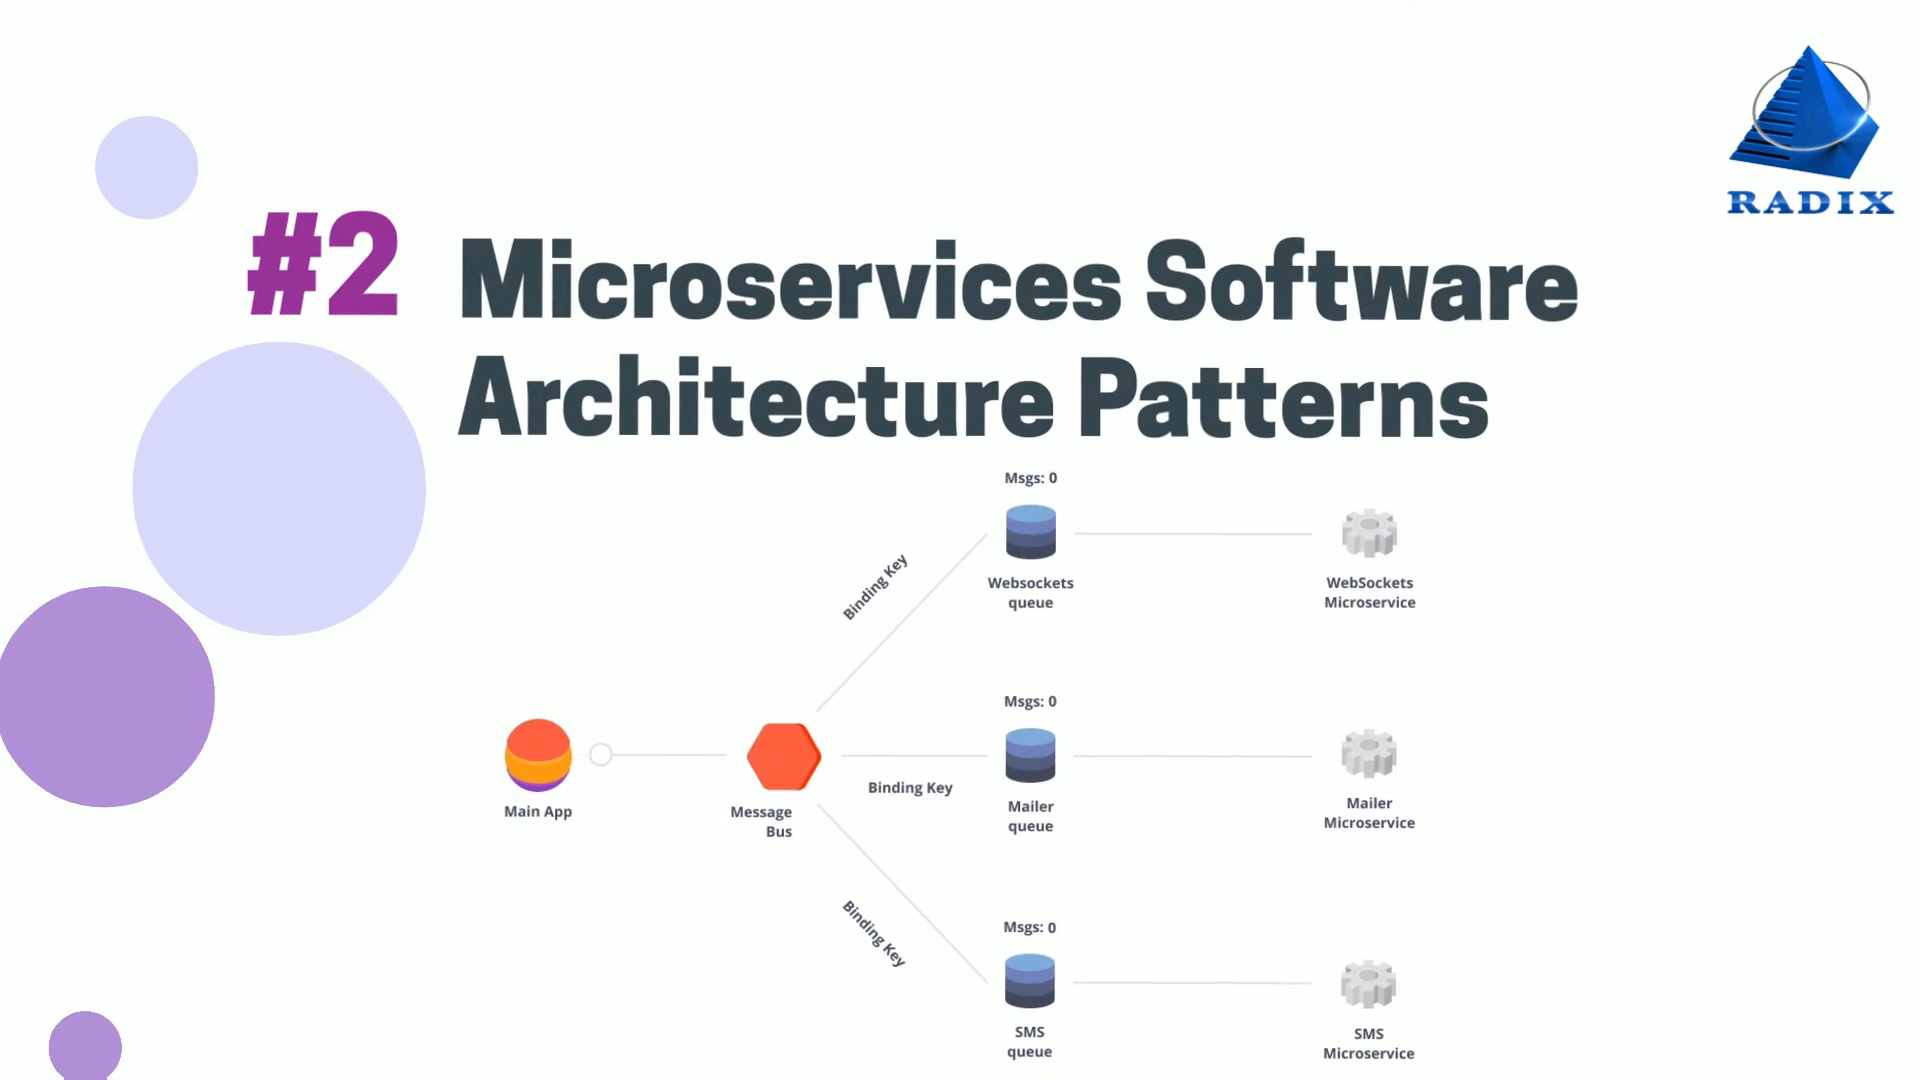 RADIX
#2
Microservices Software
Architecture Patterns
Msgs: 0
Binding Key
Websockets
queue
WebSockets
Microservice
Msgs: 0
Main App
Message
Bus
Binding Key
Mailer
queue
Mailer
Microservice
Binding Key
Msgs: 0
SMS
queue
SMS
Microservice